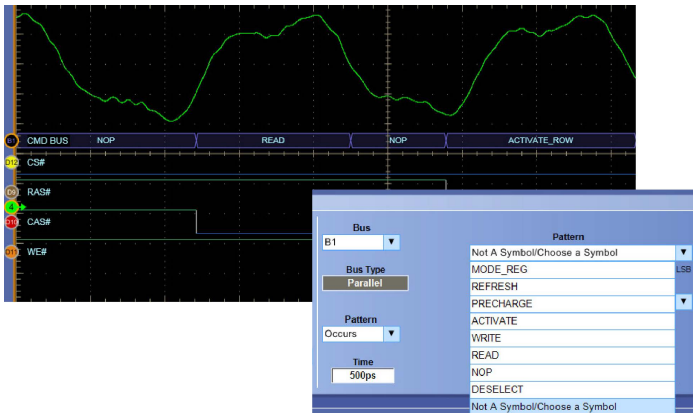 B1 CMD BUS NOP READ NOP ACTIVATE_ROW
D12 CS#
D9 RAS#
4
D10 CAS#
D11 WE#
Bus
B1
Bus Type
Parallel
Pattern
Occurs
Time
500ps
Pattern
Not A Symbol/Choose a Symbol
MODE_REG LSB
REFRESH
PRECHARGE
ACTIVATE
WRITE
READ
NOP
DESELECT
Not A Symbol/Choose a Symbol